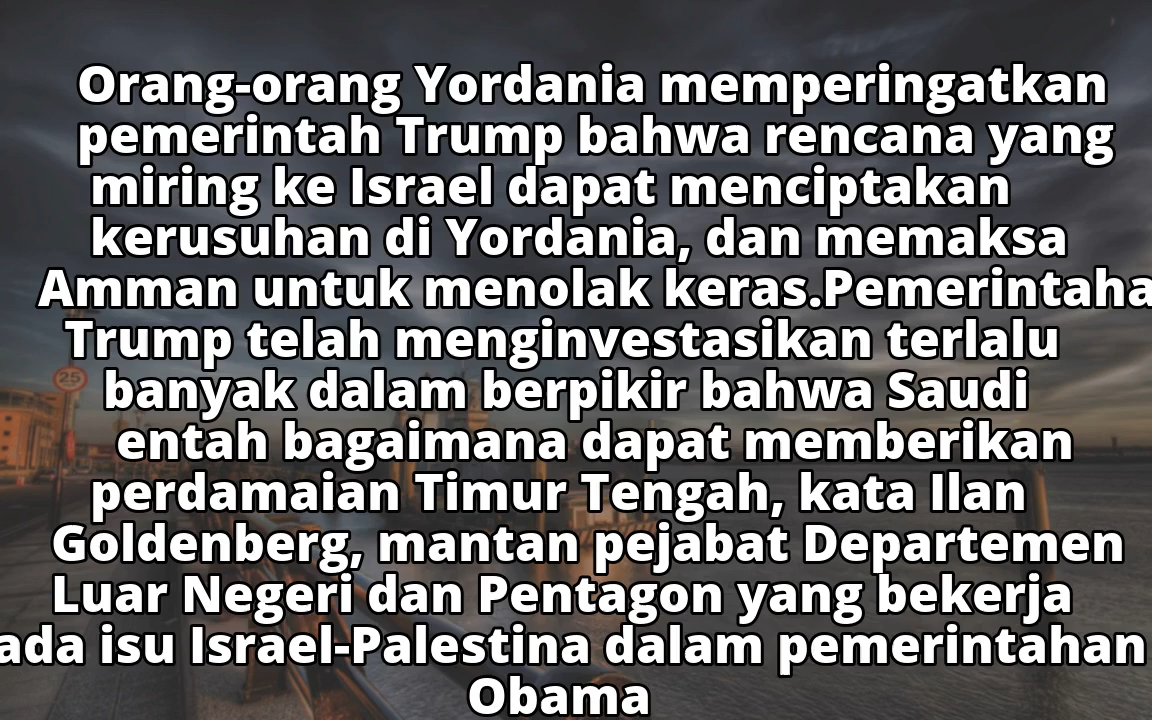 Orang-orang Yordania memperingatkan
pemerintah Trump bahwa rencana yang
miring ke Israel dapat menciptakan
kerusuhan di Yordania, dan memaksa
Amman untuk menolak keras.Pemerintaha
Trump telah menginvestasikan terlalu
banyak dalam berpikir bahwa Saudi
entah bagaimana dapat memberikan
perdamaian Timur Tengah, kata Ilan
Goldenberg, mantan pejabat Departemen
Luar Negeri dan Pentagon yang bekerja
ada isu Israel-Palestina dalam pemerintahan
Obama
25